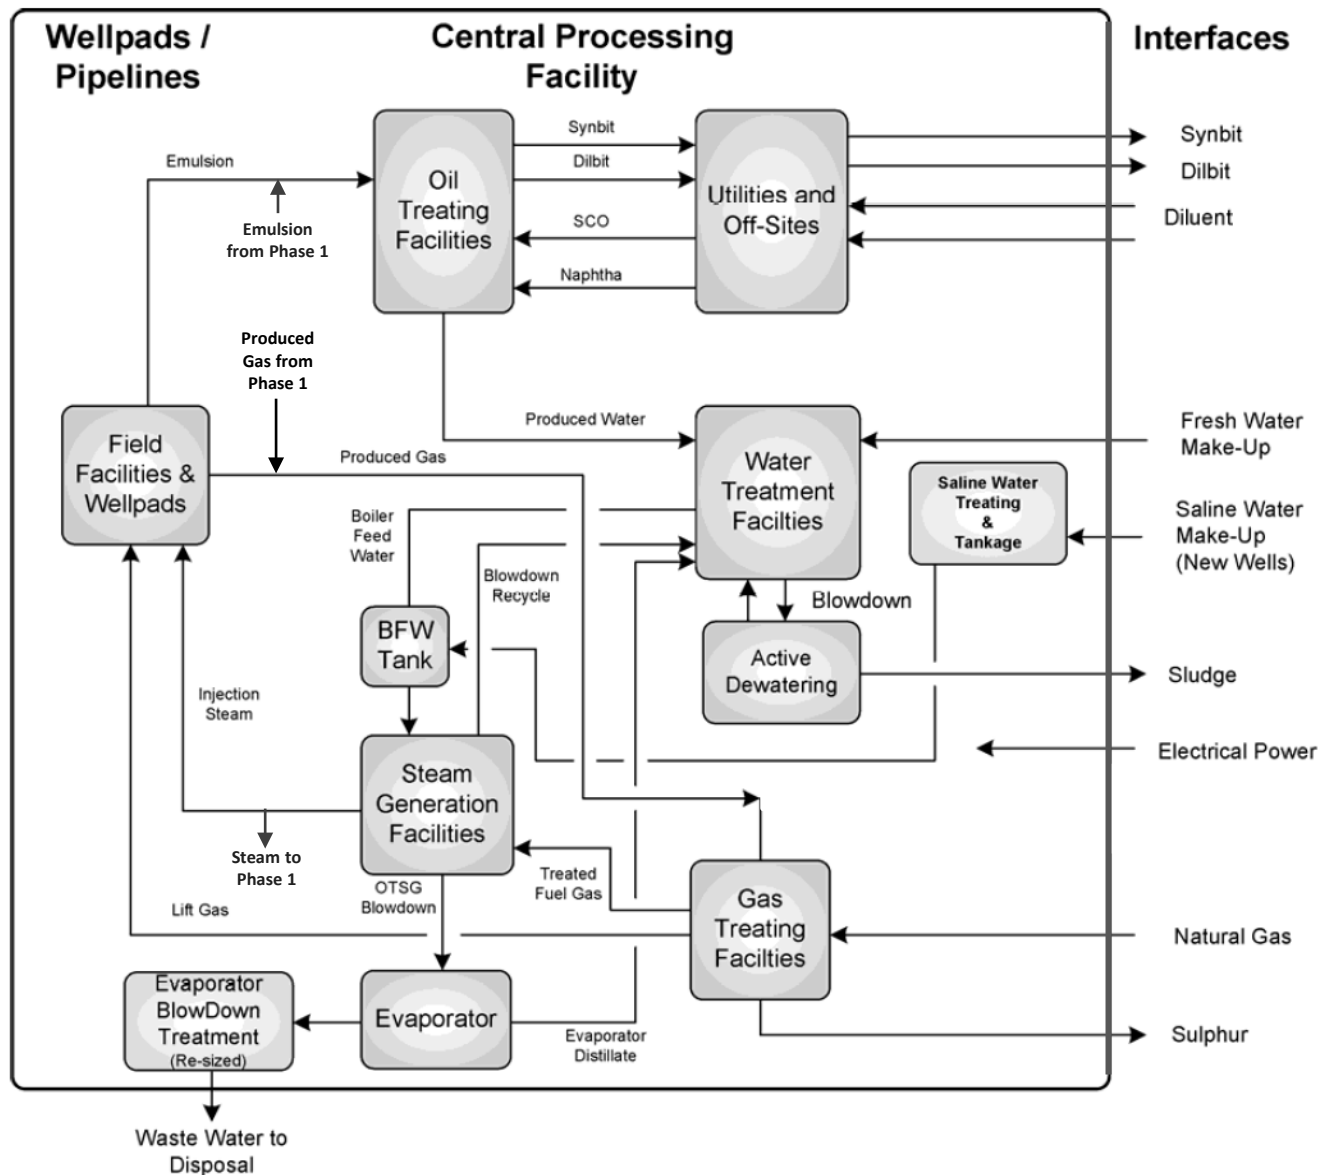 Wellpads /
Pipelines
Central Processing
Facility
Interfaces
Synbit
Dilbit
SCO
Naphtha
Emulsion
Emulsion
from Phase 1
Oil
Treating
Facilities
Utilities and
Off-Sites
Synbit
Dilbit
Diluent
Produced
Gas from
Phase 1
Field
Facilities &
Wellpads
Produced Water
Produced Gas
Water
Treatment
Facilties
Fresh Water
Make-Up
Saline Water
Treating
&
Tankage
Saline Water
Make-Up
(New Wells)
Boiler
Feed
Water
Blowdown
Recycle
Blowdown
BFW
Tank
Active
Dewatering
Sludge
Injection
Steam
Electrical Power
Steam
Generation
Facilities
Steam to
Phase 1
OTSG
Blowdown
Treated
Fuel Gas
Lift Gas
Gas
Treating
Facilties
Natural Gas
Evaporator
BlowDown
Treatment
(Re-sized)
Evaporator
Evaporator
Distillate
Sulphur
Waste Water to
Disposal